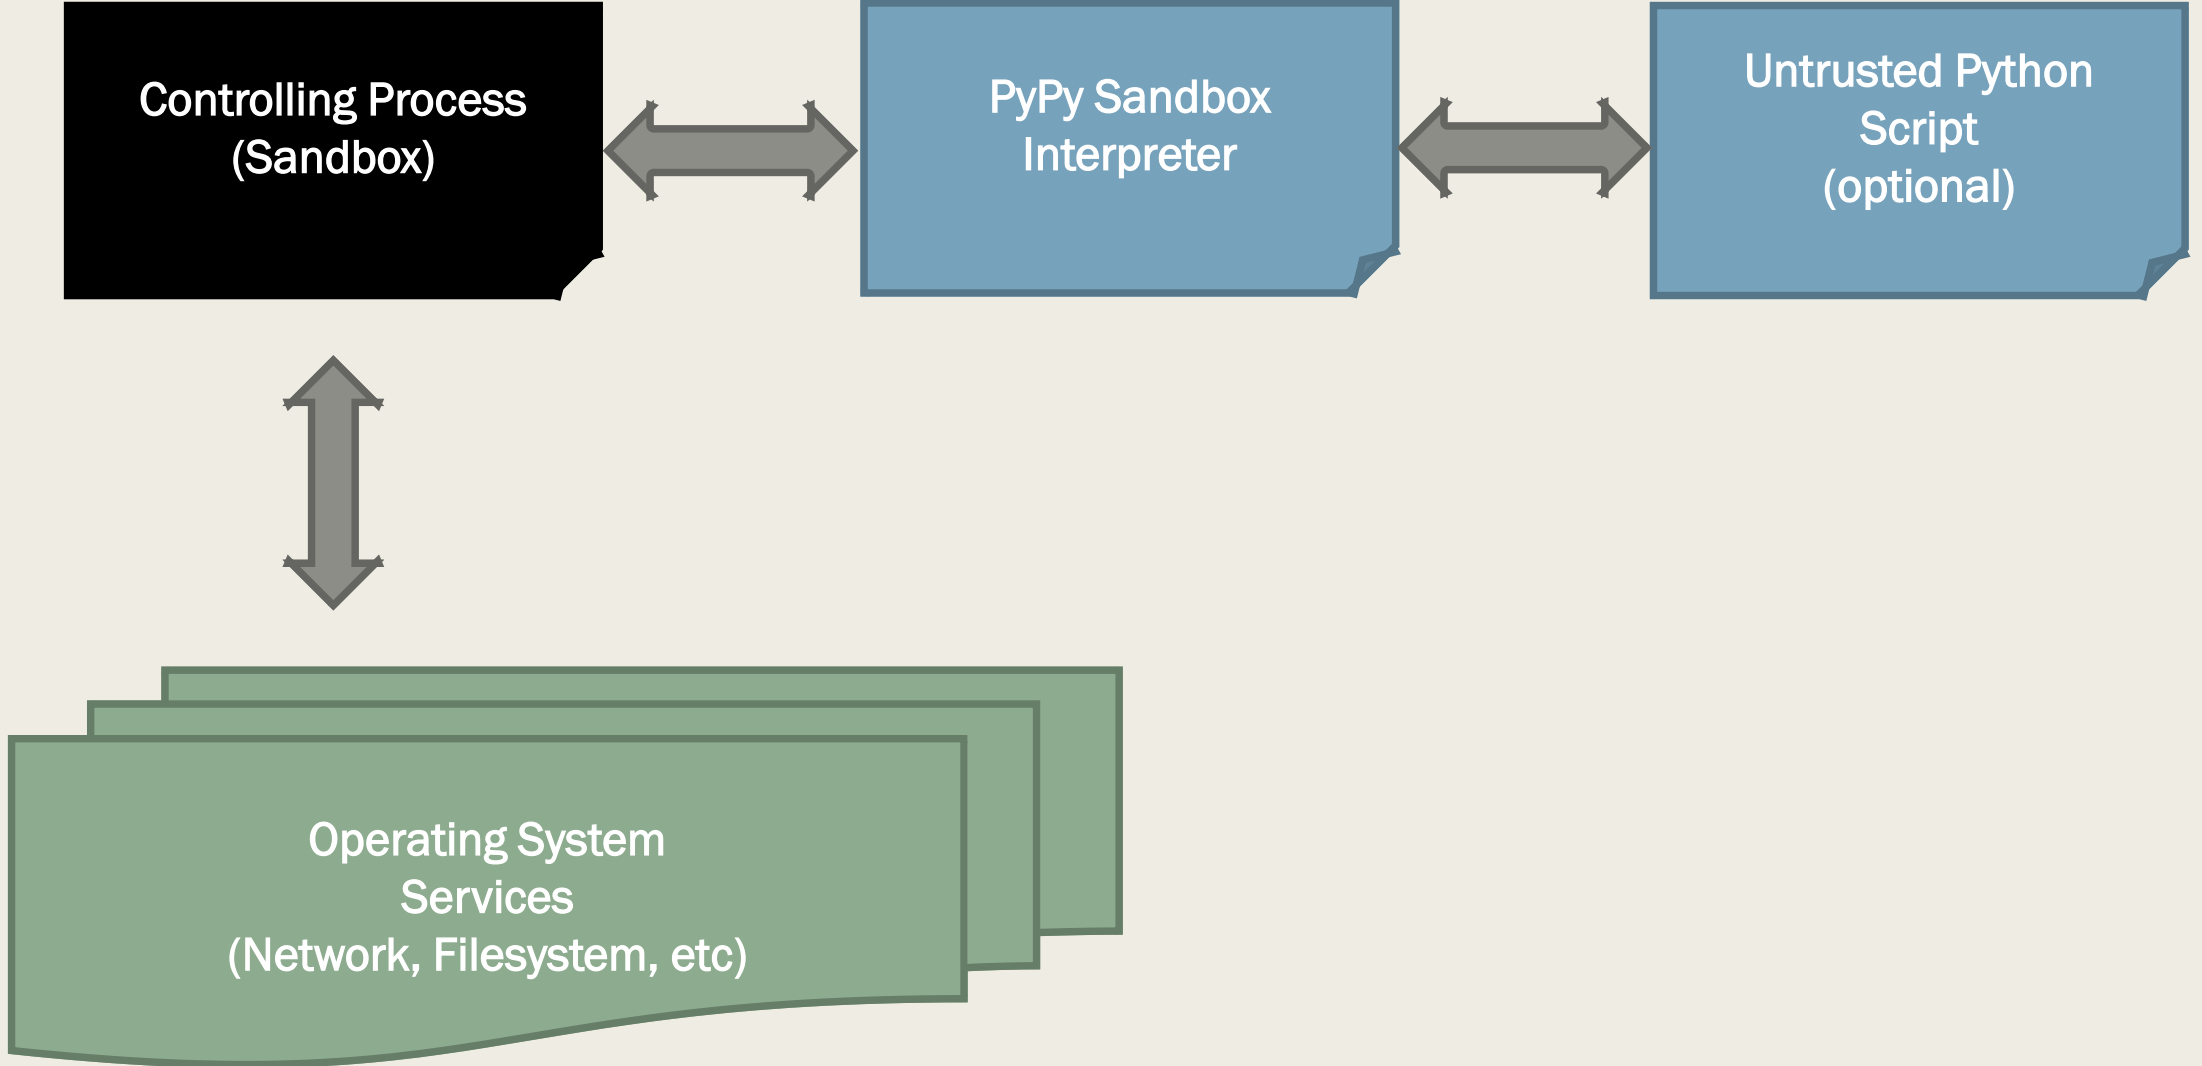 Controlling Process
(Sandbox)
PyPy Sandbox
Interpreter
Untrusted Python
Script
(optional)
Operating System
Services
(Network, Filesystem, etc)